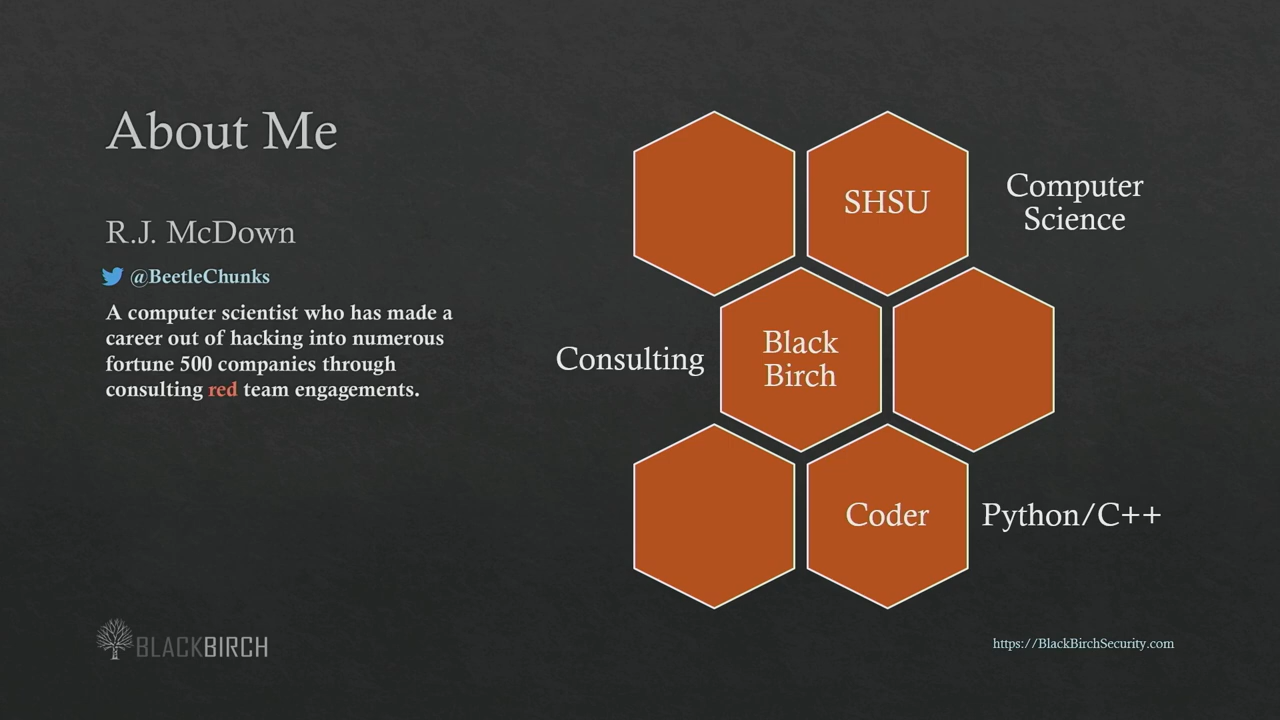 About Me
R.J. McDown
@BeetleChunks
A computer scientist who has made a
career out of hacking into numerous
fortune 500 companies through
consulting red team engagements.
SHSU
Computer
Science
Consulting
Black
Birch
Coder
Python/C++
BLACKBIRCH
https://BlackBirchSecurity.com